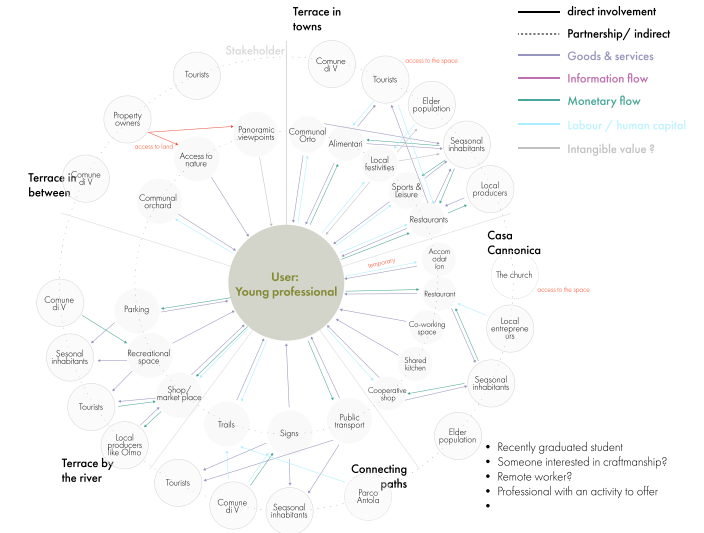 Terrace in
towns
direct involvement
Partnership/ indirect
Goods & services
Information flow
Monetary flow
Labour / human capital
Intangible value ?
Stakeholder
Comune
di V
access to the space
Tourists
Tourists
Elder
population
Property
owners
access to land
Panoramic
viewpoints
Communal
Orto
Alimentari
Seasonal
inhabitants
Access to
nature
Local
festivities
Terrace in
between
Comune
di V
Sports &
Leisure
Local
producers
Communal
orchard
Restaurants
Casa
Cannonica
Accom
odat
ion
temporary
The church
access to the space
User:
Young professional
Restaurant
Comune
di V
Parking
Co-working
space
Local
entreprene
urs
Sesonal
inhabitants
Recreational
space
Shared
kitchen
Seasonal
inhabitants
Shop/
market place
Cooperative
shop
Tourists
Trails
Signs
Public
transport
Elder
population
Local
producers
like Olmo
Terrace by
the river
Connecting
paths
Tourists
Comune
di V
Seasonal
inhabitants
Parco
Antola
• Recently graduated student
• Someone interested in craftmanship?
• Remote worker?
• Professional with an activity to offer
•